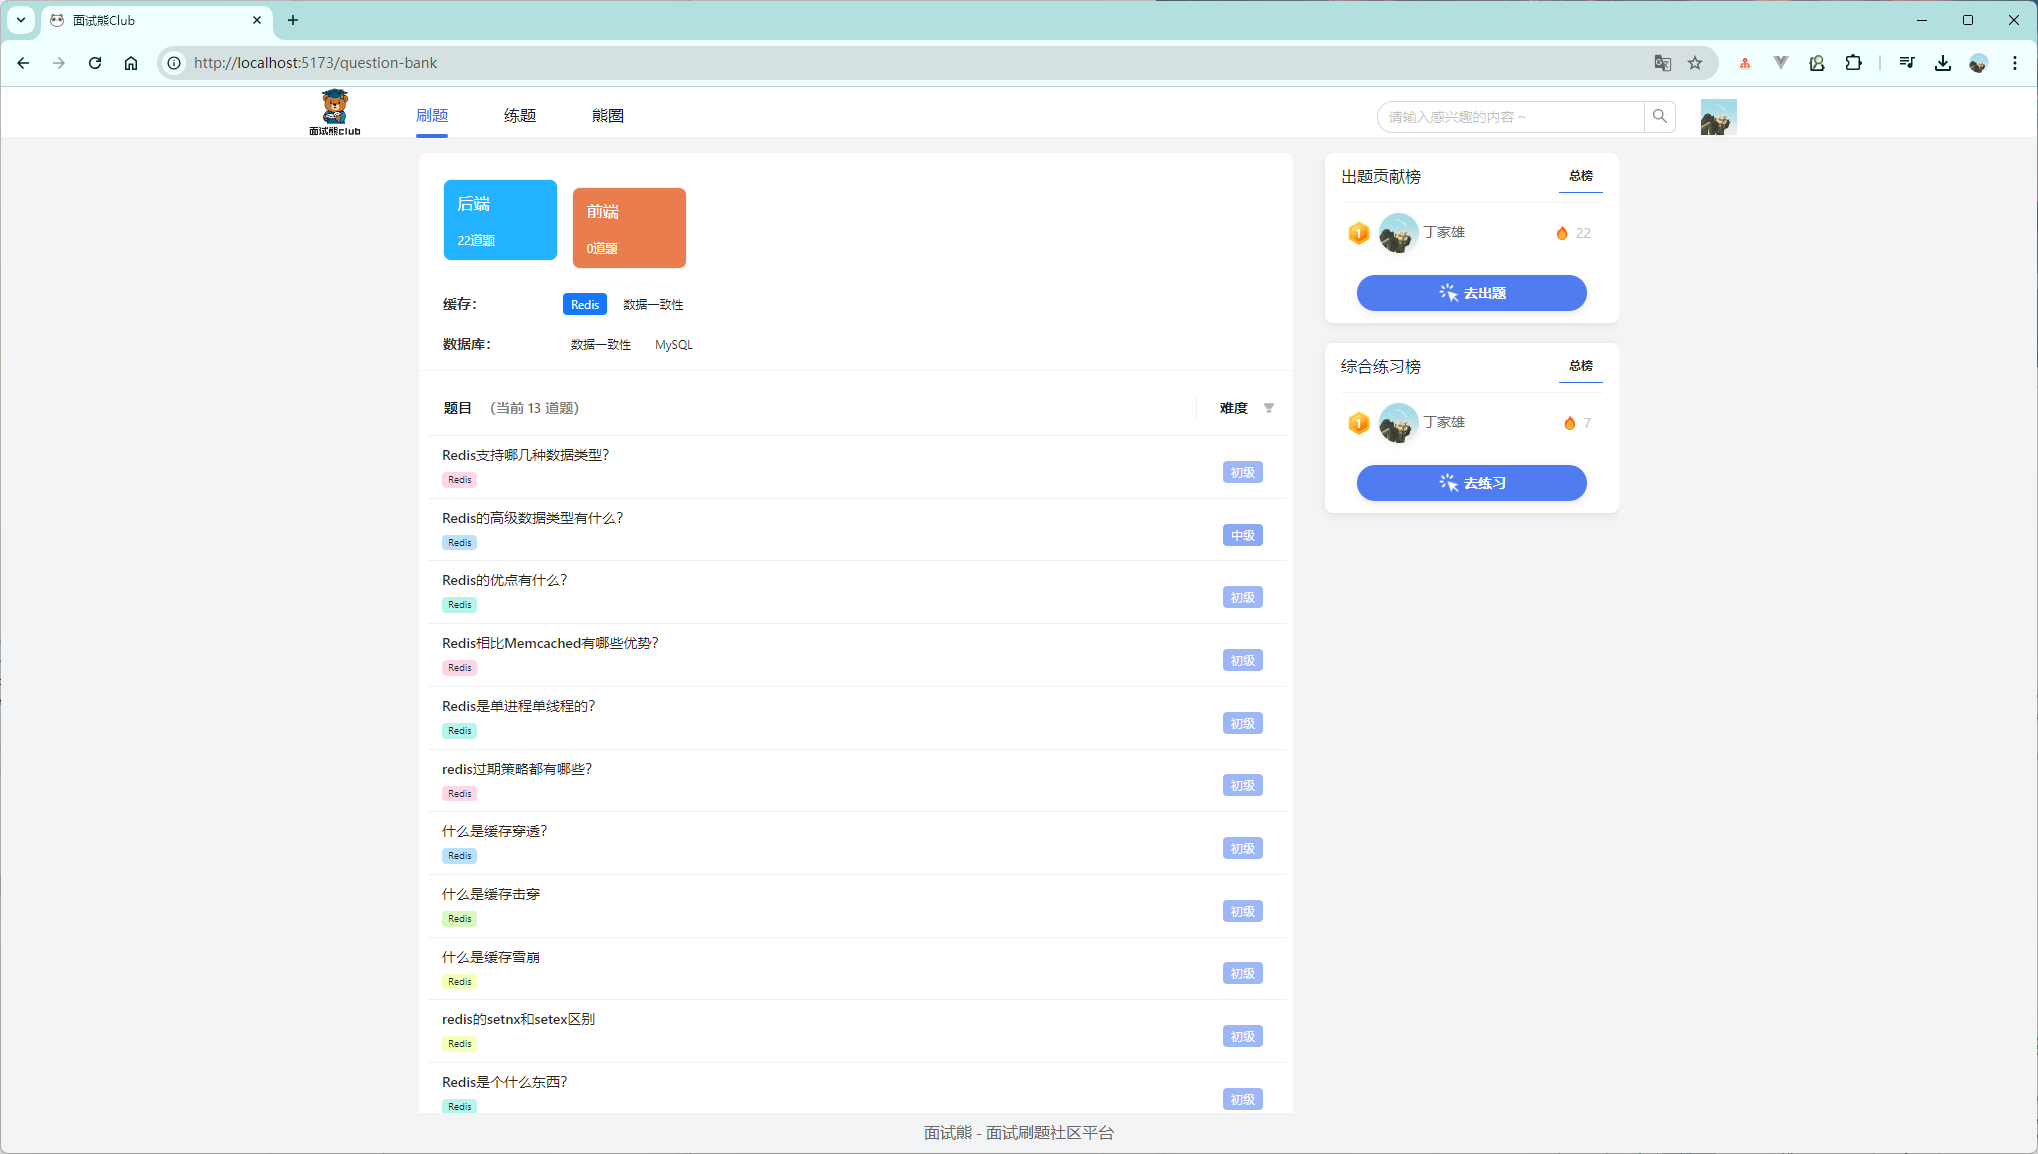 面试熊Club
http://localhost:5173/question-bank
面试熊club
刷题
练题
熊圈
请输入感兴趣的内容～
后端
22道题
前端
0道题
缓存：
Redis
数据一致性
数据库：
数据一致性
MySQL
题目
（当前 13 道题）
难度
Redis支持哪几种数据类型？
Redis
初级
Redis的高级数据类型有什么？
Redis
中级
Redis的优点有什么？
Redis
初级
Redis相比Memcached有哪些优势？
Redis
初级
Redis是单进程单线程的？
Redis
初级
redis过期策略都有哪些？
Redis
初级
什么是缓存穿透？
Redis
初级
什么是缓存击穿
Redis
初级
什么是缓存雪崩
Redis
初级
redis的setnx和setex区别
Redis
初级
Redis是个什么东西？
Redis
初级
出题贡献榜
总榜
1
丁家雄
22
去出题
综合练习榜
总榜
1
丁家雄
7
去练习
面试熊 - 面试刷题社区平台